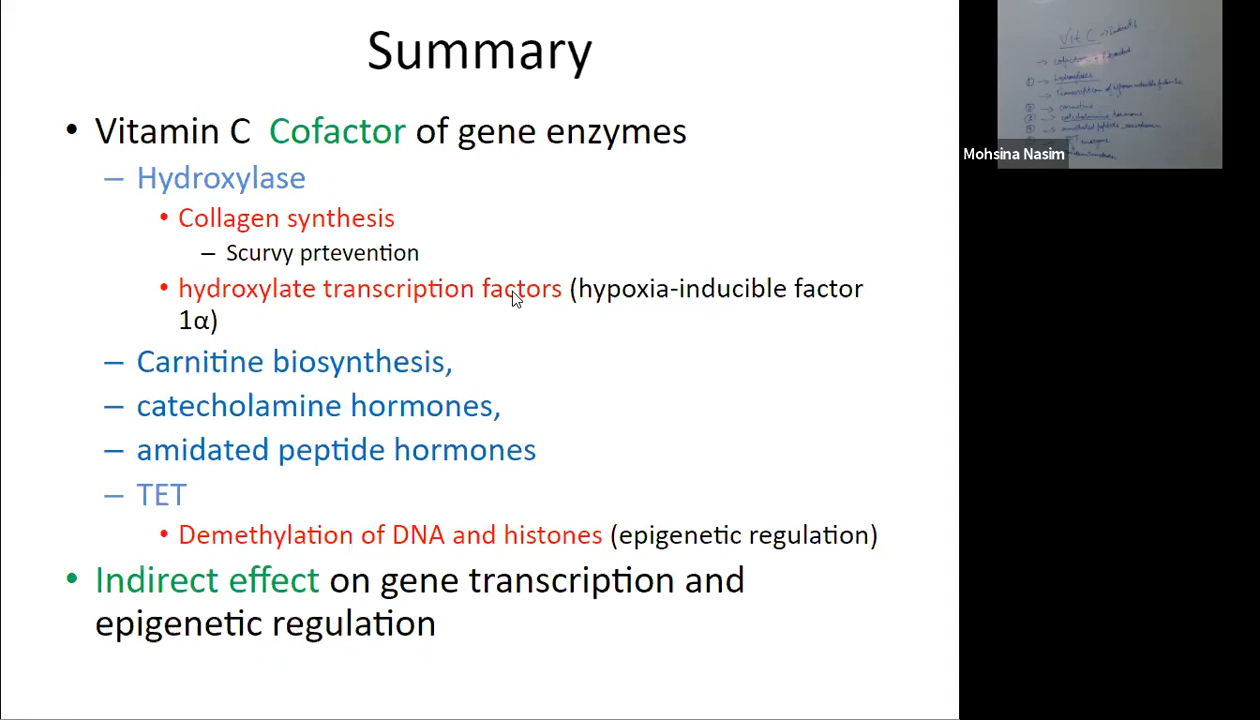 Summary
• Vitamin C Cofactor of gene enzymes
– Hydroxylase
• Collagen synthesis
– Scurvy prtevention
• hydroxylate transcription factors (hypoxia-inducible factor
1α)
– Carnitine biosynthesis,
– catecholamine hormones,
– amidated peptide hormones
– TET
• Demethylation of DNA and histones (epigenetic regulation)
• Indirect effect on gene transcription and
epigenetic regulation
Vit C
Mohsina Nasim